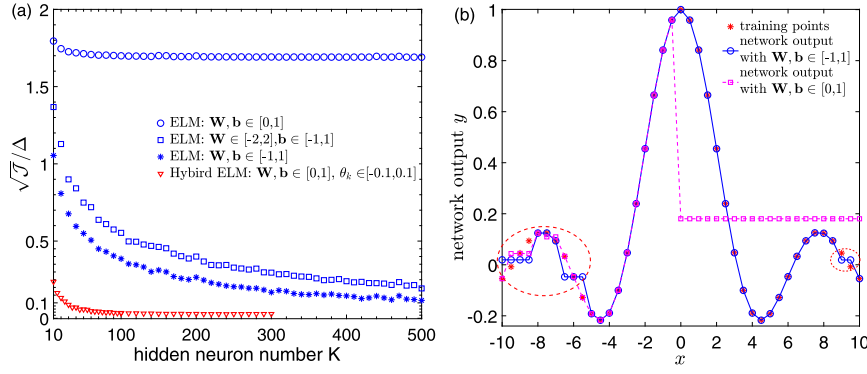 (a)
2
1.5
1
0.5
0.1
0
√𝒥/Δ
ELM: W, b ∈ [0,1]
ELM: W ∈ [-2,2],b ∈ [-1,1]
ELM: W, b ∈ [-1,1]
Hybird ELM: W, b ∈ [0,1], θk ∈[-0.1,0.1]
10 100 200 300 400 500
hidden neuron number K
(b)
1
0.8
0.6
0.4
0.2
0
-0.2
network output y
training points
network output
with W, b ∈ [-1,1]
network output
with W, b ∈ [0,1]
-10 -8 -6 -4 -2 0 2 4 6 8 10
x